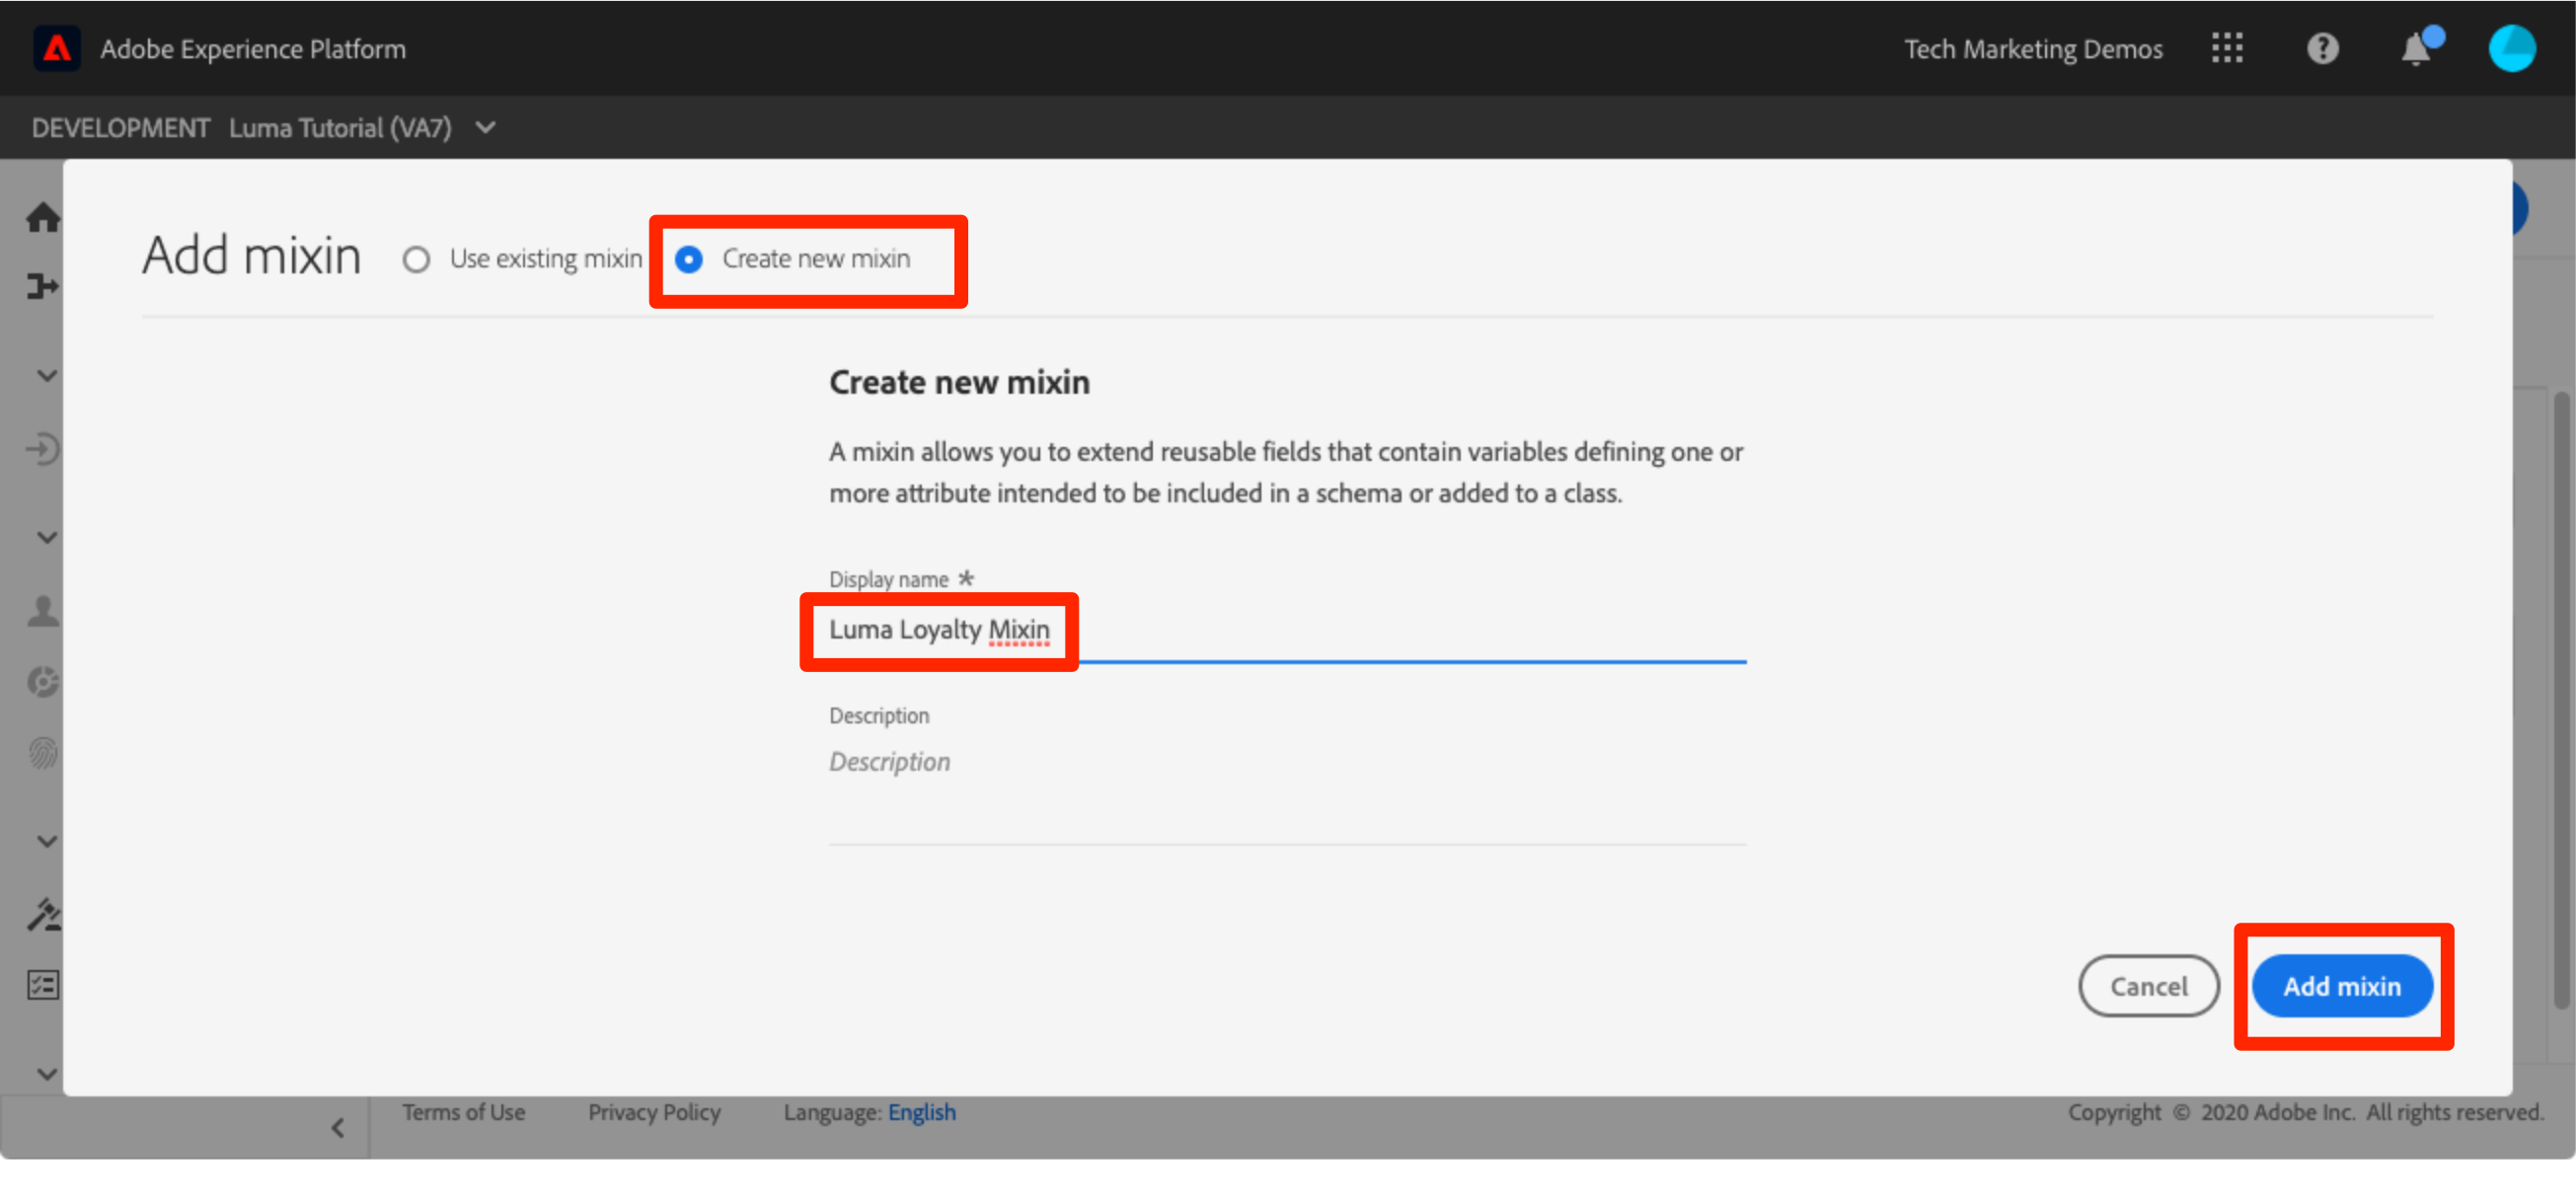 Adobe Experience Platform
Tech Marketing Demos
DEVELOPMENT Luma Tutorial (VA7)
Add mixin
Use existing mixin
Create new mixin
Create new mixin
A mixin allows you to extend reusable fields that contain variables defining one or
more attribute intended to be included in a schema or added to a class.
Display name *
Luma Loyalty Mixin
Description
Description
Cancel
Add mixin
Terms of Use
Privacy Policy
Language: English
Copyright © 2020 Adobe Inc. All rights reserved.